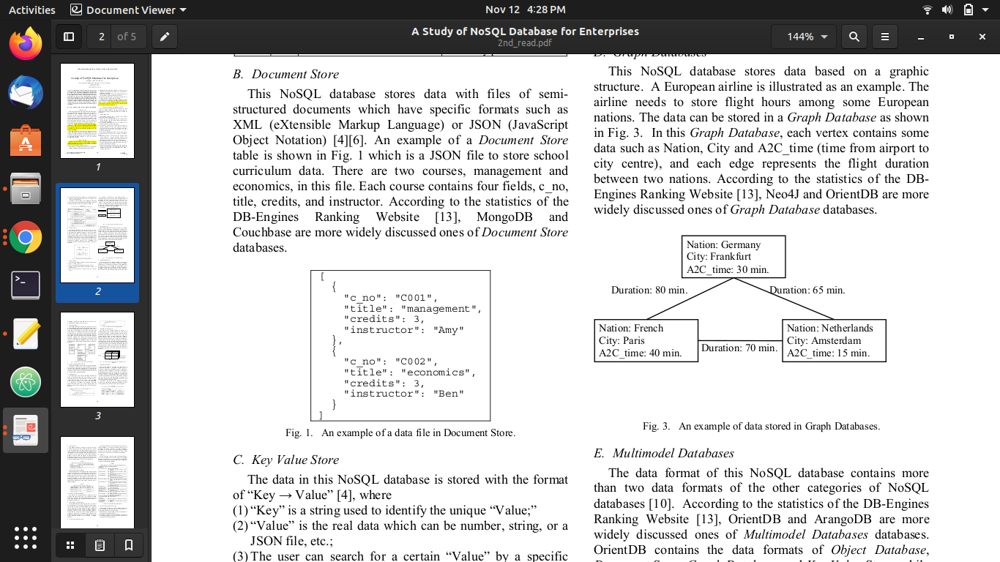 Activities
Document Viewer
Nov 12 4:28 PM
2 of 5
A Study of NoSQL Database for Enterprises
2nd_read.pdf
144%
1
2
3
B. Document Store
This NoSQL database stores data with files of semi-
structured documents which are specific formats such as
XML (eXtensible Markup Language) or JSON (JavaScript
Object Notation) [4][6]. An example of a Document Store
table is shown in Fig. 1 which is a JSON file to store school
curriculum data. There are two courses, management and
economics, in this file. Each course contains four fields, c_no,
title, credits, and instructor. According to the statistics of the
DB-Engines Ranking Website [13], MongoDB and
Couchbase are more widely discussed ones of Document Store
databases.
[
{
"c_no": "C001",
"title": "management",
"credits": 3,
"instructor": "Amy"
},
{
"c_no": "C002",
"title": "economics",
"credits": 3,
"instructor": "Ben"
}
]
Fig. 1. An example of a data file in Document Store.
C. Key Value Store
The data in this NoSQL database is stored with the format
of “Key → Value” [4], where
(1) “Key” is a string used to identify the unique “Value;”
(2) “Value” is the real data which can be number, string, or a
JSON file, etc.;
(3) The user can search for a certain “Value” by a specific
D. Graph Databases
This NoSQL database stores data based on a graphic
structure. A European airline is illustrated as an example. The
airline needs to store flight hours among some European
nations. The data can be stored in a Graph Database as shown
in Fig. 3. In this Graph Database, each vertex contains some
data such as Nation, City and A2C_time (time from airport to
city centre), and each edge represents the flight duration
between two nations. According to the statistics of the DB-
Engines Ranking Website [13], Neo4J and OrientDB are more
widely discussed ones of Graph Database databases.
Nation: Germany
City: Frankfurt
A2C_time: 30 min.
Duration: 80 min.
Duration: 65 min.
Nation: French
City: Paris
A2C_time: 40 min.
Duration: 70 min.
Nation: Netherlands
City: Amsterdam
A2C_time: 15 min.
Fig. 3. An example of data stored in Graph Databases.
E. Multimodel Databases
The data format of this NoSQL database contains more
than two data formats of the other categories of NoSQL
databases [10]. According to the statistics of the DB-Engines
Ranking Website [13], OrientDB and ArangoDB are more
widely discussed ones of Multimodel Databases databases.
OrientDB contains the data formats of Object Database,